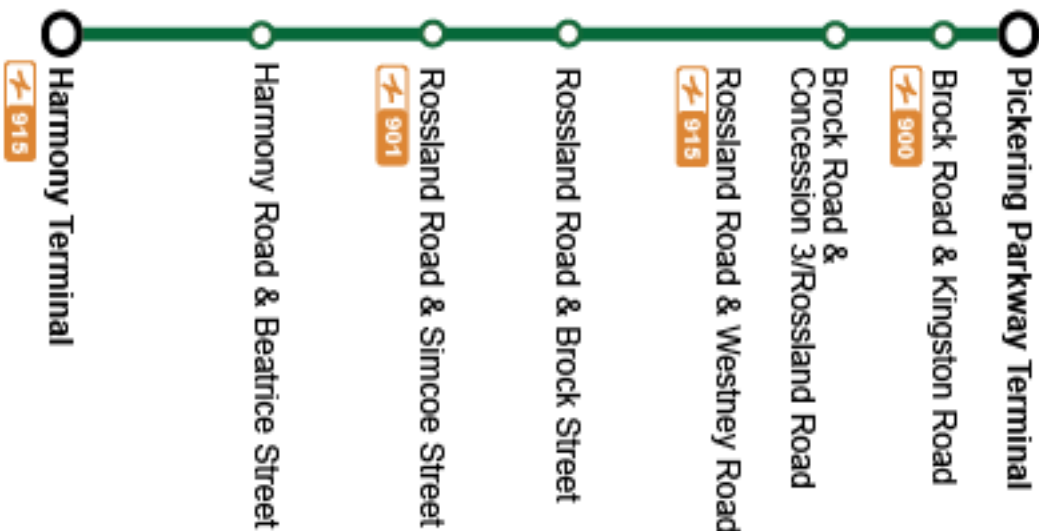 Pickering Parkway Terminal
Brock Road & Kingston Road
900
Brock Road &
Concession 3/Rossland Road
Rossland Road & Westney Road
915
Rossland Road & Brock Street
Rossland Road & Simcoe Street
901
Harmony Road & Beatrice Street
Harmony Terminal
915